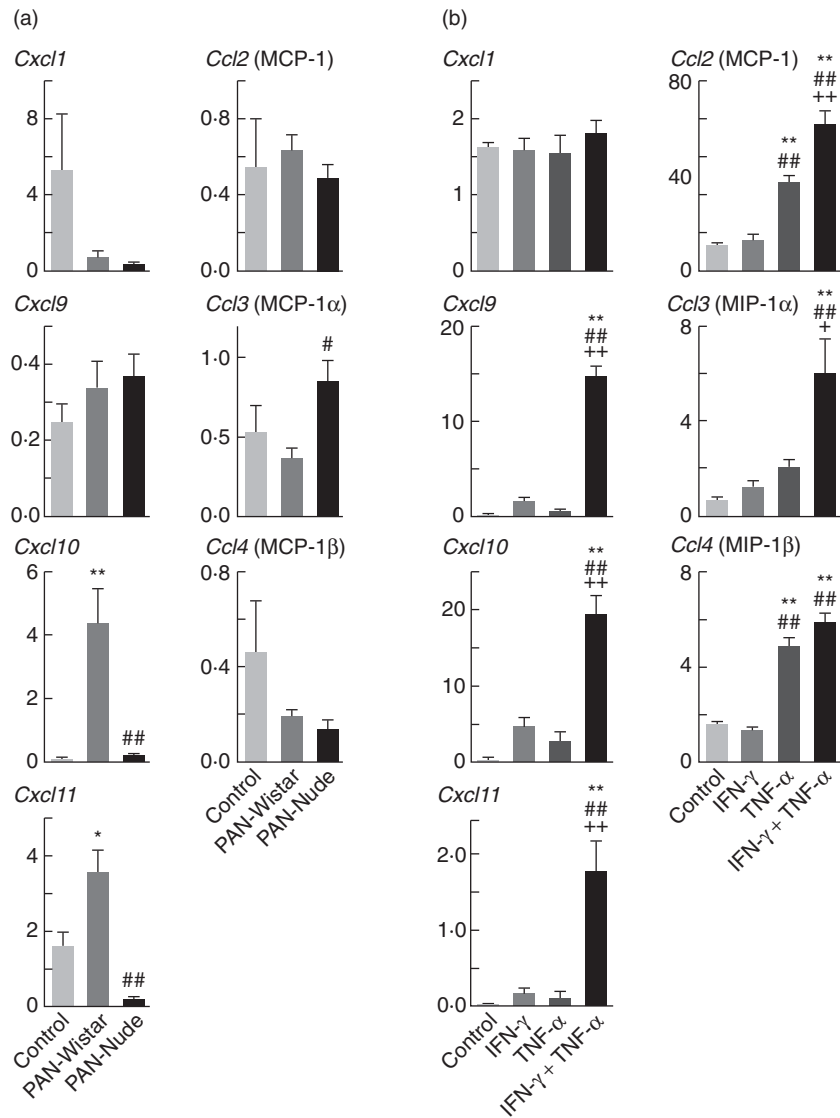 (a)
Cxcl1
8
4
0
Ccl2 (MCP-1)
0·8
0·4
0·0
Cxcl9
0·4
0·2
0·0
Ccl3 (MCP-1α)
1·0
0·5
0·0
#
Cxcl10
6
4
2
0
**
##
Ccl4 (MCP-1β)
0·8
0·4
0·0
Control
PAN-Wistar
PAN-Nude
Cxcl11
4
2
0
*
##
Control
PAN-Wistar
PAN-Nude
(b)
Cxcl1
2
1
0
Ccl2 (MCP-1)
80
40
0
**
##
**
##
++
Cxcl9
20
15
5
0
**
##
++
Ccl3 (MIP-1α)
8
4
0
**
##
+
Cxcl10
20
10
0
**
##
++
Ccl4 (MIP-1β)
8
4
0
**
##
**
##
Control
IFN-γ
TNF-α
IFN-γ + TNF-α
Cxcl11
2·0
1·0
0·0
**
##
++
Control
IFN-γ
TNF-α
IFN-γ + TNF-α